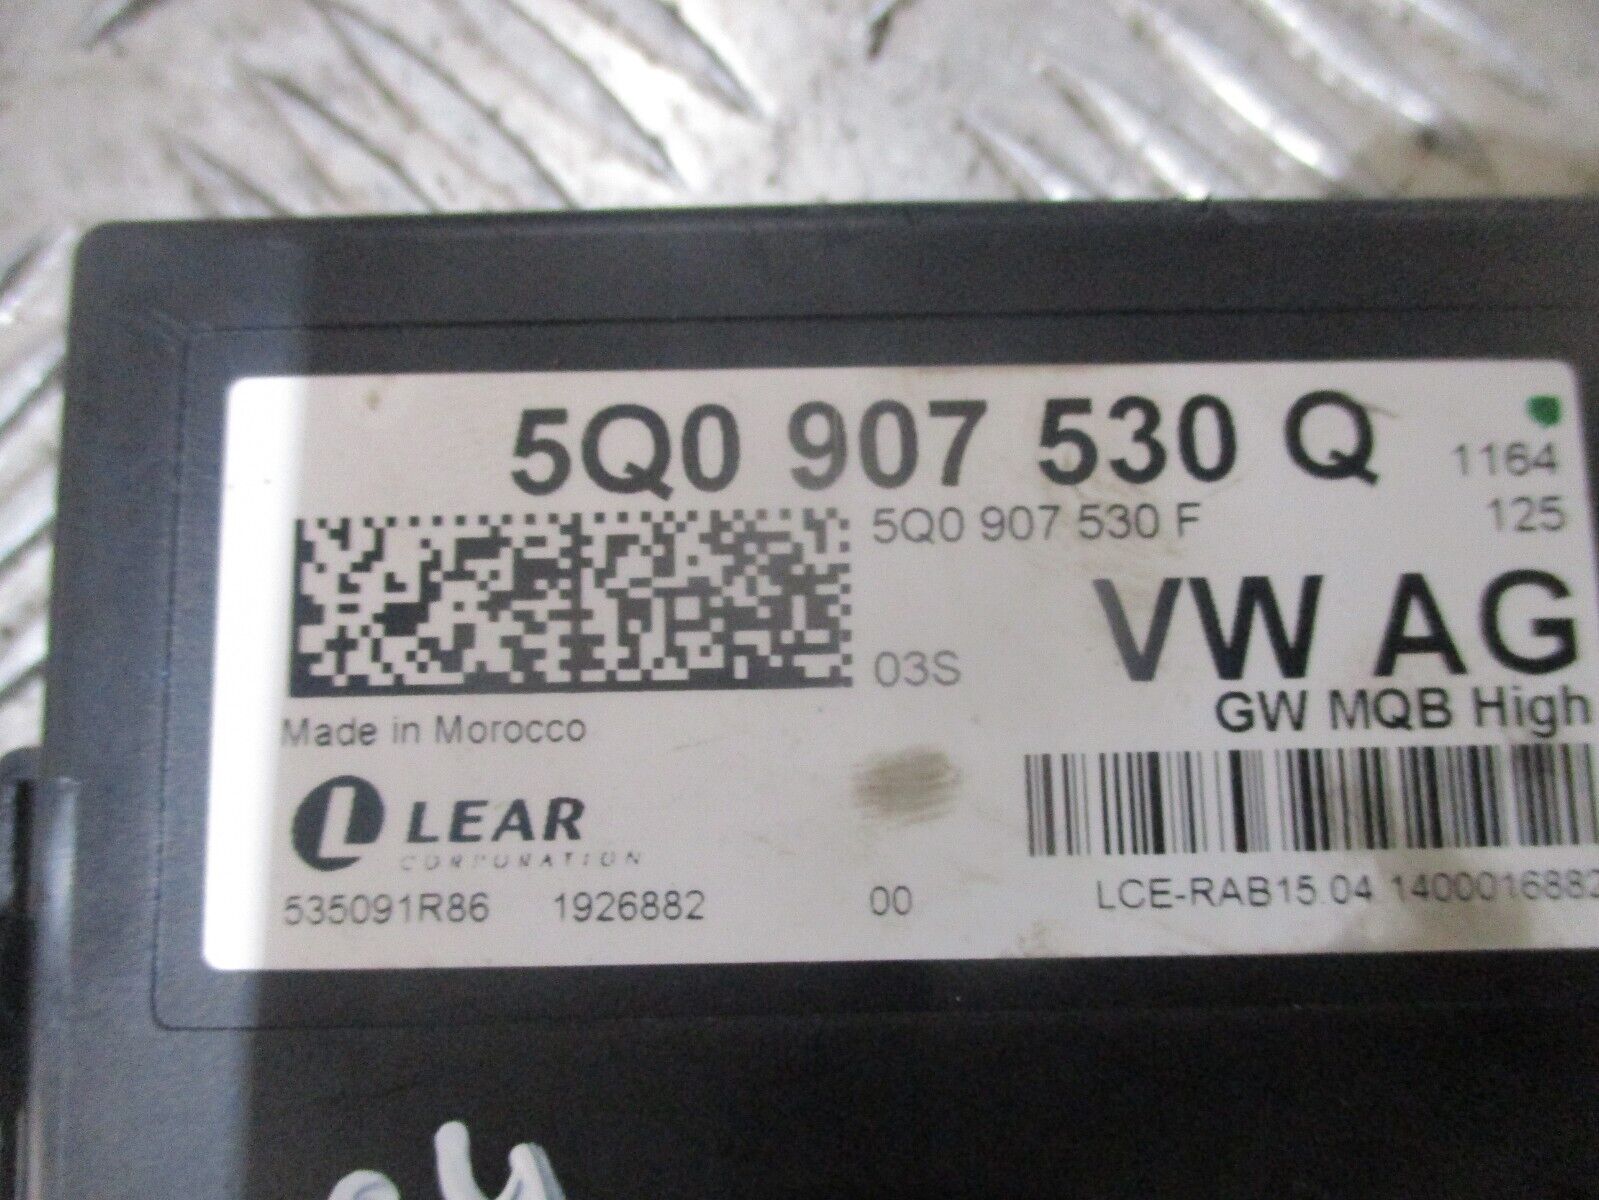 5Q0 907 530 Q
1164
5Q0 907 530 F
125
VW AG
03S
GW MQB High
Made in Morocco
L LEAR
CORPORATION
535091R86 1926882 00 LCE-RAB15.04 1400016882